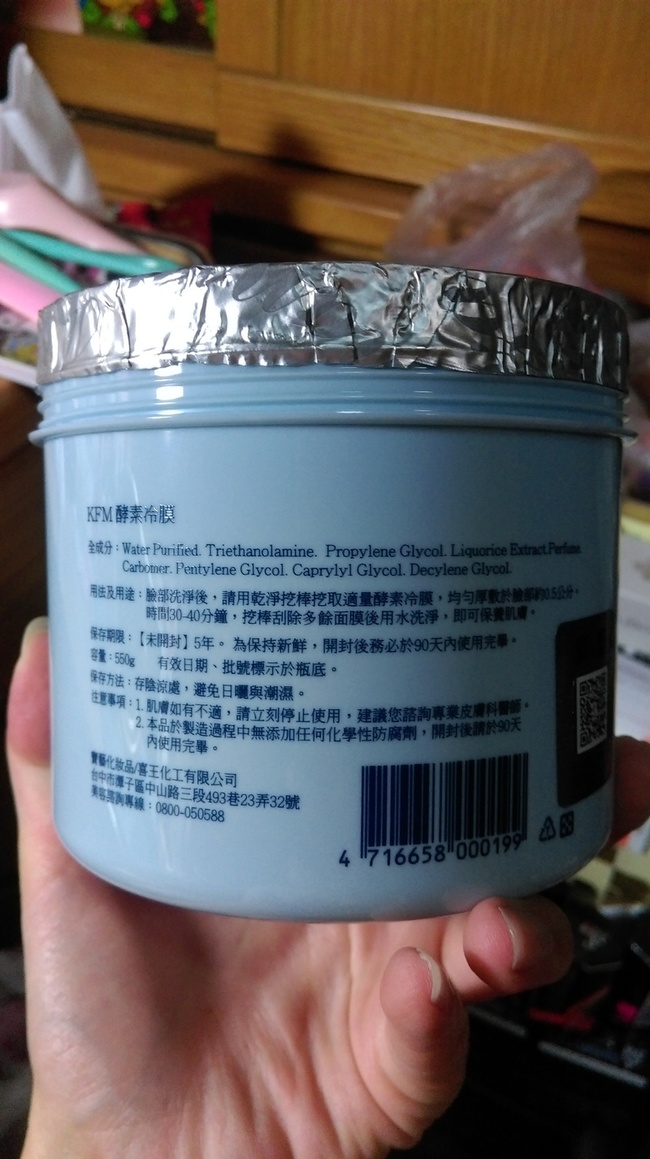 KFM 酵素冷膜
全成分：Water Purified. Triethanolamine. Propylene Glycol. Liquorice Extract.Perfume.
Carbomer. Pentylene Glycol. Caprylyl Glycol. Decylene Glycol.
用法及用途：臉部洗淨後，請用乾淨挖棒挖取適量酵素冷膜，均勻厚敷於臉部約0.5公分，
時間30-40分鐘，挖棒刮除多餘面膜後用水洗淨，即可保養肌膚。
保存期限：【未開封】5年。為保持新鮮，開封後務必於90天內使用完畢。
容量：550g 有效日期、批號標示於瓶底。
保存方法：存陰涼處，避免日曬與潮濕。
注意事項：1. 肌膚如有不適，請立刻停止使用，建議您諮詢專業皮膚科醫師。
2. 本品於製造過程中無添加任何化學性防腐劑，開封後請於90天
內使用完畢。
寶藝化妝品/喜王化工有限公司
台中市潭子區中山路三段493巷23弄32號
美容諮詢專線：0800-050588
4 716658 000199